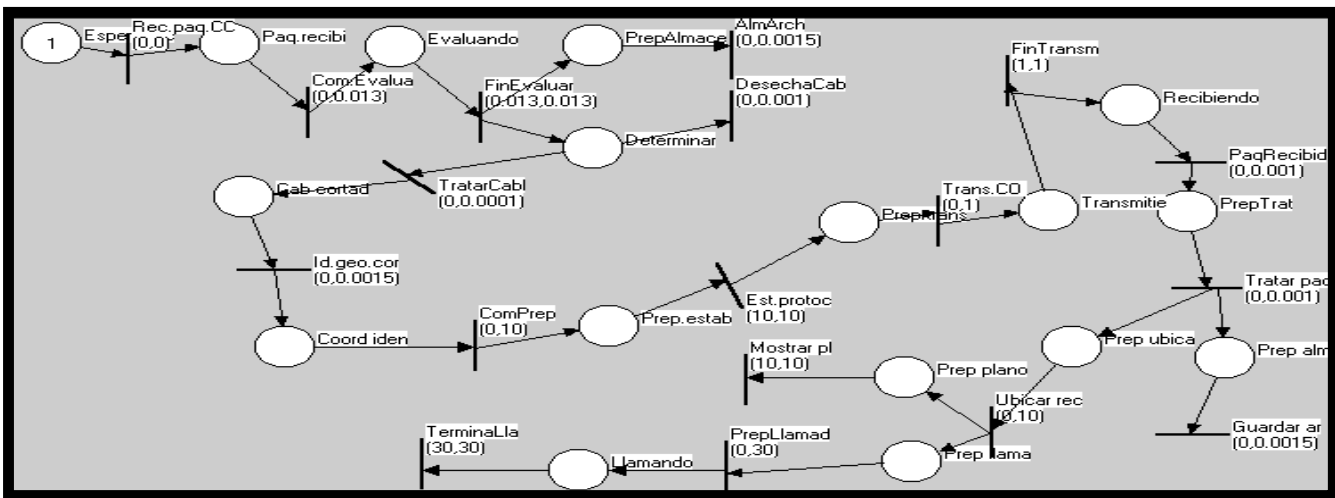 1
Espe
Rec.paq.CC
(0,0)
Paq.recibi
Evaluando
PrepAlmace
AlmArch
(0,0.0015)
Com.Evalua
(0,0.013)
FinEvaluar
(0.013,0.013)
DesechaCab
(0,0.001)
Determinar
FinTransm
(1,1)
Recibiendo
PaqRecibid
(0,0.001)
TratarCabl
(0,0.0001)
Cab cortad
Trans.CO
(0,1)
Transmitie
PrepTrat
Preptrans
Id.geo.cor
(0,0.0015)
Tratar paq
(0,0.001)
Est.protoc
(10,10)
ComPrep
(0,10)
Prep.estab
Coord iden
Prep ubica
Prep alm
Mostrar pl
(10,10)
Prep plano
Ubicar rec
(0,10)
Guardar ar
(0,0.0015)
TerminaLla
(30,30)
PrepLlamad
(0,30)
Prep llama
Llamando